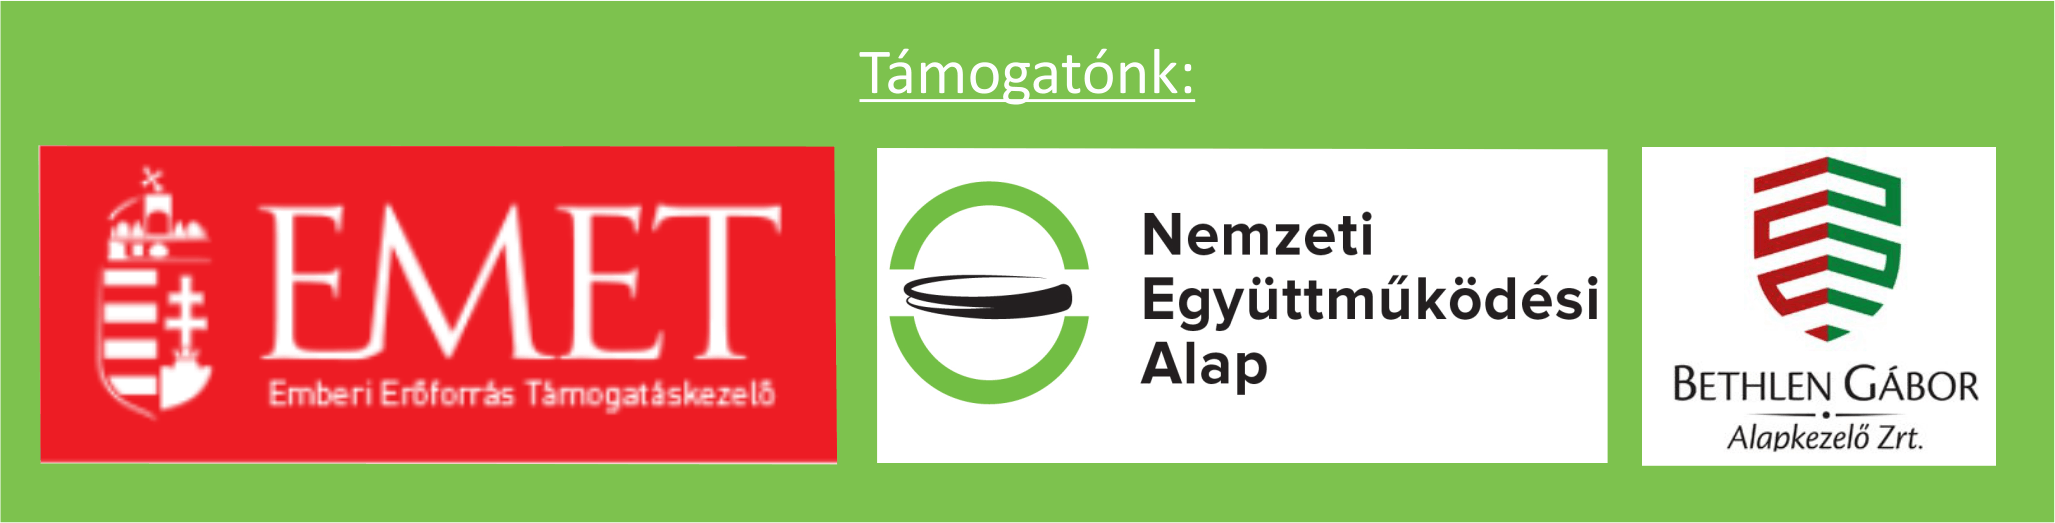 Támogatónk:
EMET
Emberi Erőforrás Támogatáskezelő
Nemzeti
Együttműködési
Alap
BETHLEN GÁBOR
Alapkezelő Zrt.